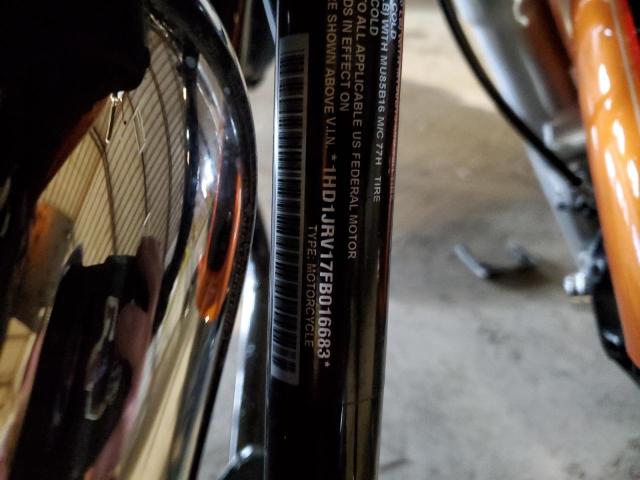 COLD
B) WITH MU85B16 M/C 77H TIRE
COLD
TO ALL APPLICABLE US FEDERAL MOTOR
DS IN EFFECT ON
E SHOWN ABOVE V.I.N. *1HD1JRV17FB016683*
TYPE: MOTORCYCLE